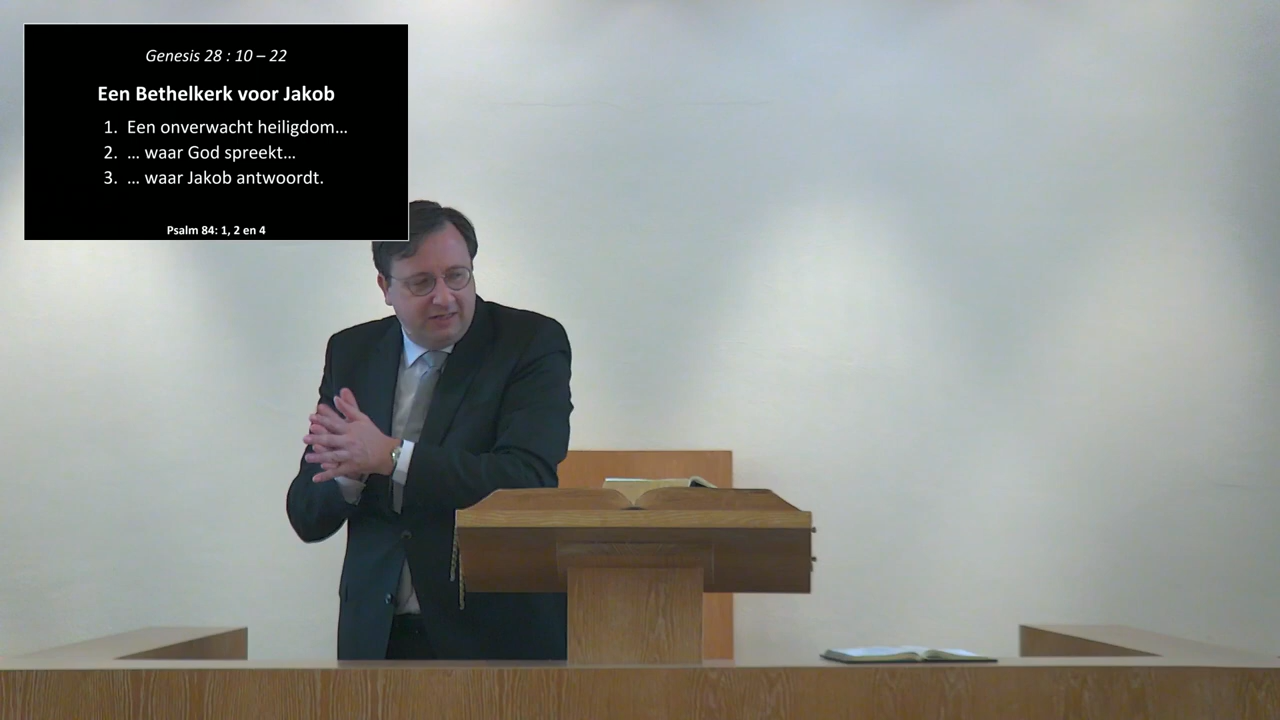 Genesis 28 : 10 – 22
Een Bethelkerk voor Jakob
1. Een onverwacht heiligdom…
2. … waar God spreekt…
3. … waar Jakob antwoordt.
Psalm 84: 1, 2 en 4